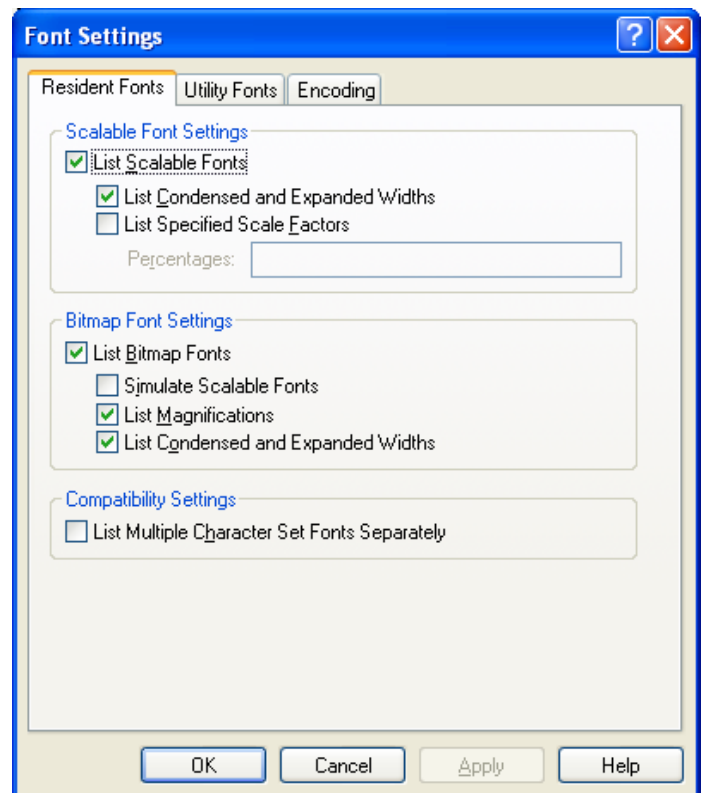 Font Settings
Resident Fonts Utility Fonts Encoding
Scalable Font Settings
List Scalable Fonts
List Condensed and Expanded Widths
List Specified Scale Factors
Percentages:
Bitmap Font Settings
List Bitmap Fonts
Simulate Scalable Fonts
List Magnifications
List Condensed and Expanded Widths
Compatibility Settings
List Multiple Character Set Fonts Separately
OK Cancel Apply Help